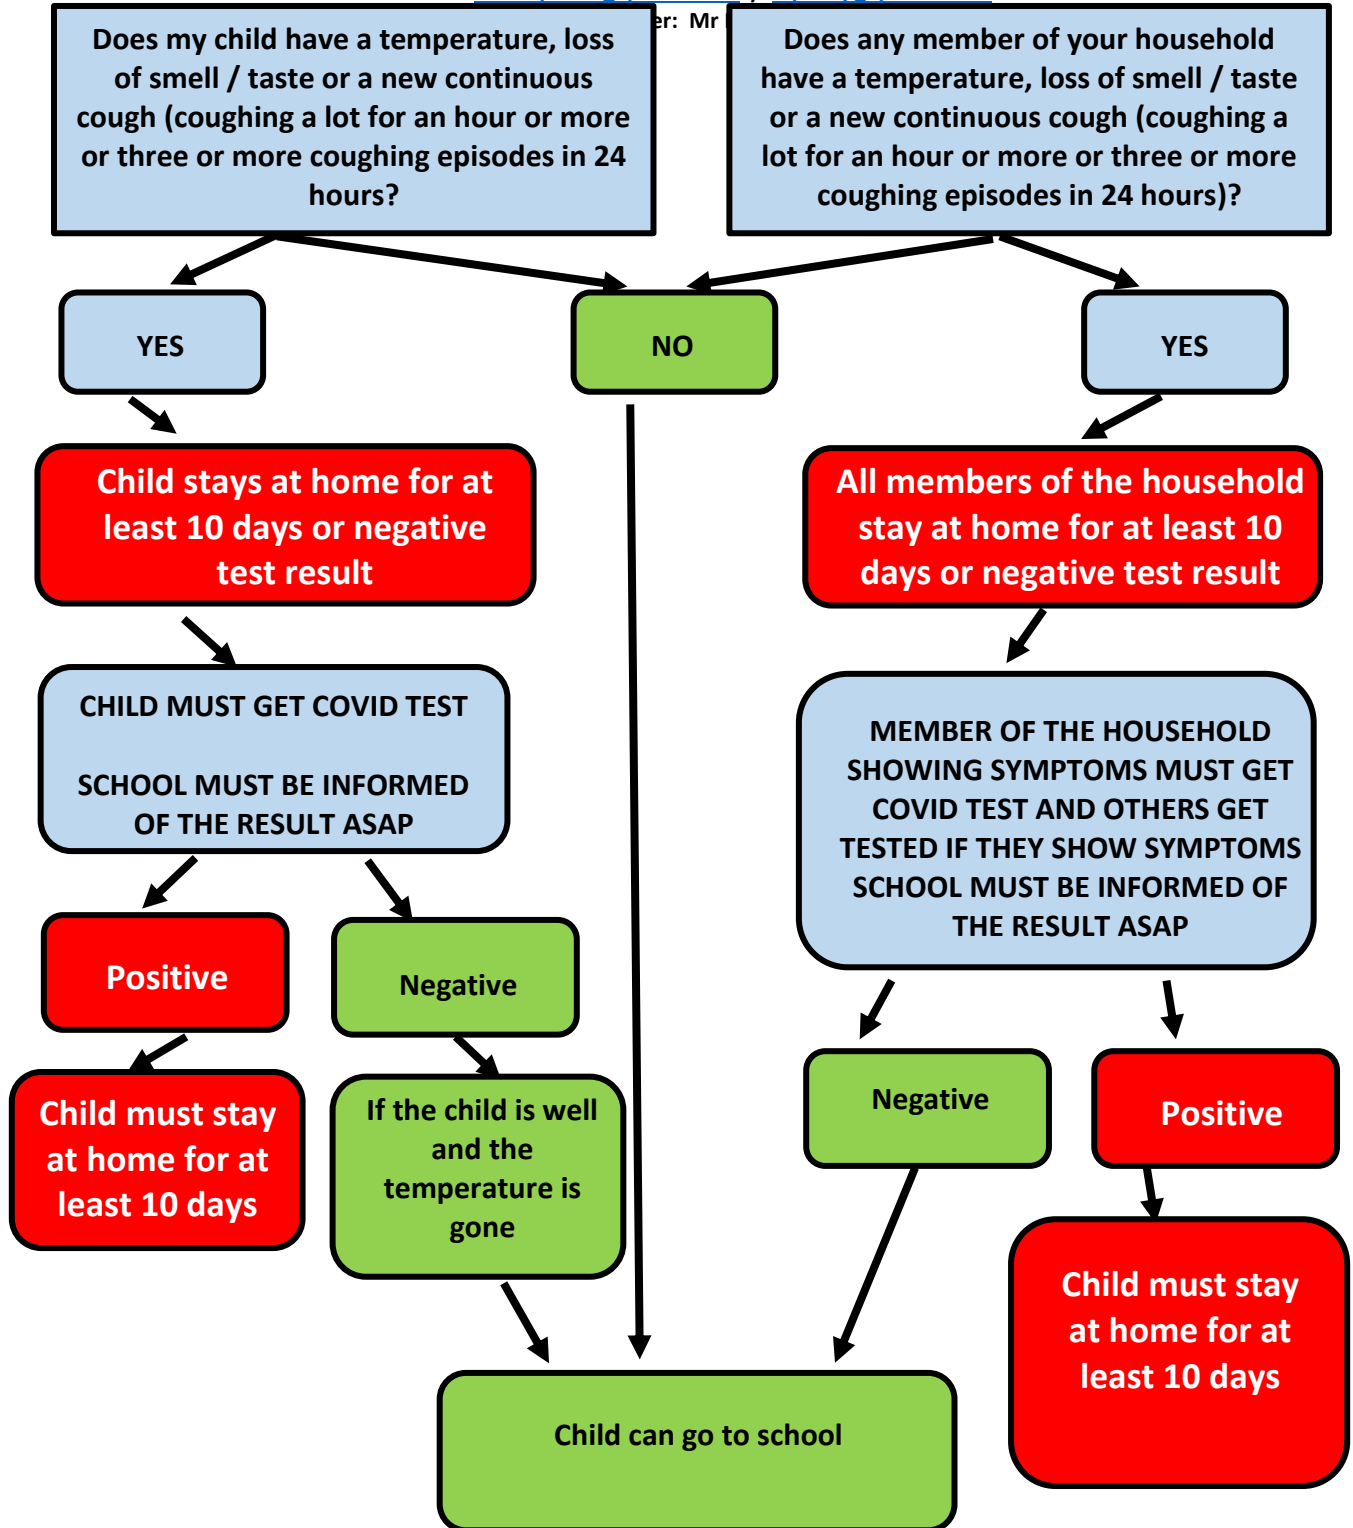 er: Mr
Does my child have a temperature, loss
of smell / taste or a new continuous
cough (coughing a lot for an hour or more
or three or more coughing episodes in 24
hours?
Does any member of your household
have a temperature, loss of smell / taste
or a new continuous cough (coughing a
lot for an hour or more or three or more
coughing episodes in 24 hours)?
YES
NO
YES
Child stays at home for at
least 10 days or negative
test result
All members of the household
stay at home for at least 10
days or negative test result
CHILD MUST GET COVID TEST
SCHOOL MUST BE INFORMED
OF THE RESULT ASAP
MEMBER OF THE HOUSEHOLD
SHOWING SYMPTOMS MUST GET
COVID TEST AND OTHERS GET
TESTED IF THEY SHOW SYMPTOMS
SCHOOL MUST BE INFORMED OF
THE RESULT ASAP
Positive
Negative
Negative
Positive
Child must stay
at home for at
least 10 days
If the child is well
and the
temperature is
gone
Child must stay
at home for at
least 10 days
Child can go to school